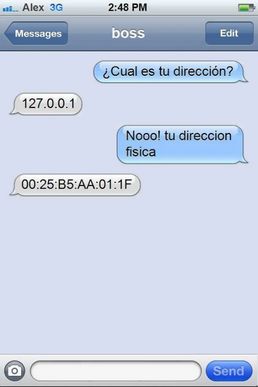 Alex 3G 2:48 PM
Messages boss Edit
¿Cual es tu dirección?
127.0.0.1
Nooo! tu direccion
fisica
00:25:B5:AA:01:1F
Send